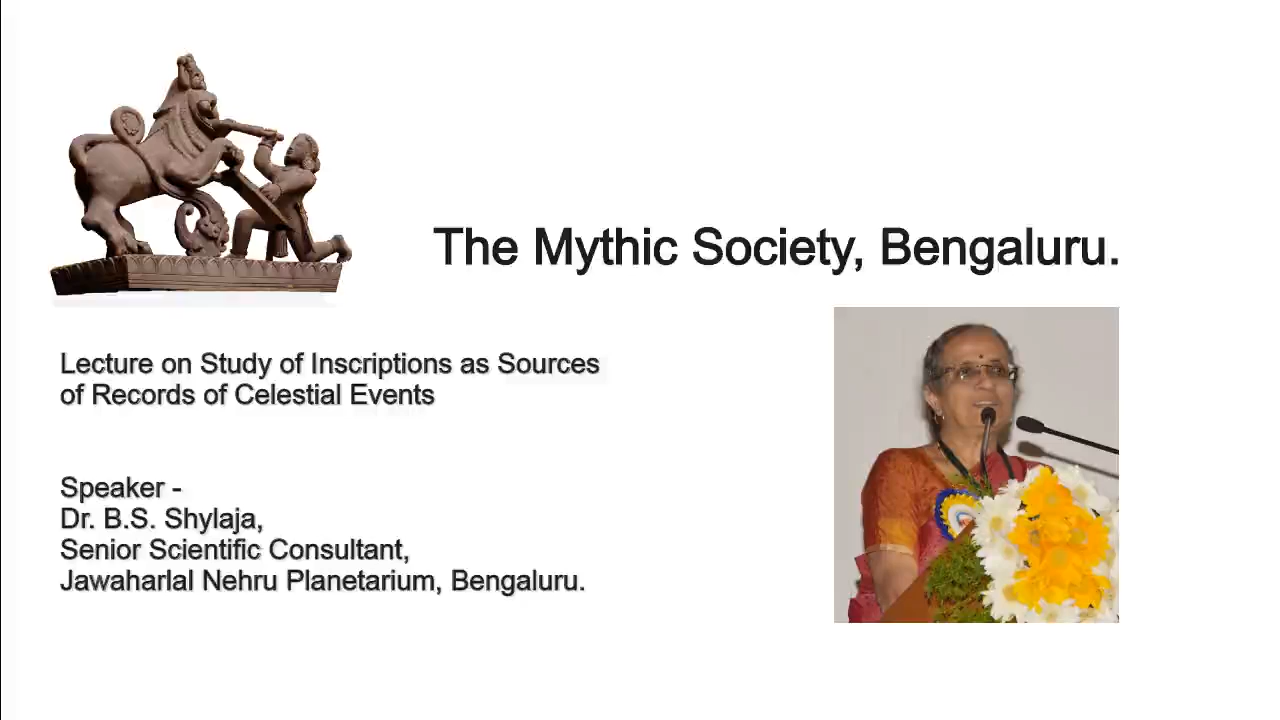 The Mythic Society, Bengaluru.
Lecture on Study of Inscriptions as Sources
of Records of Celestial Events
Speaker -
Dr. B.S. Shylaja,
Senior Scientific Consultant,
Jawaharlal Nehru Planetarium, Bengaluru.